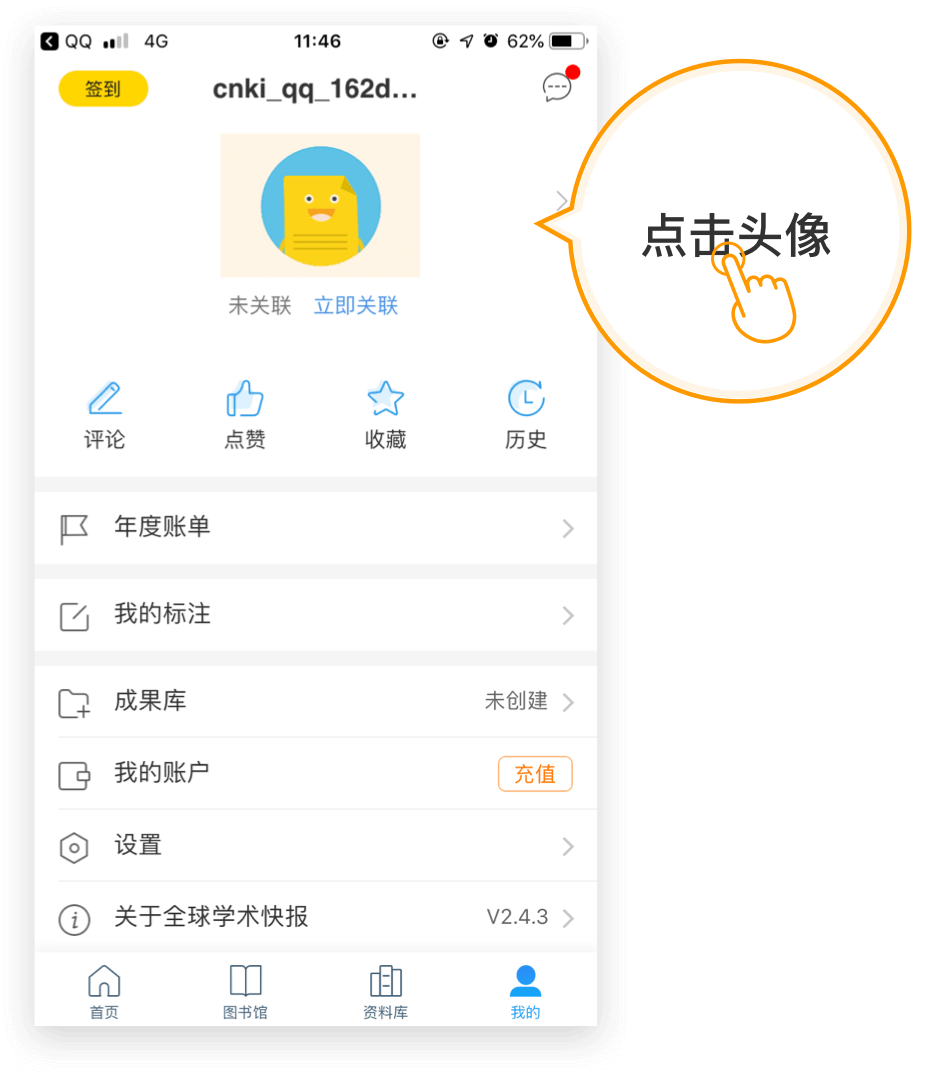 QQ 4G 11:46 62%
签到 cnki_qq_162d...
点击头像
未关联 立即关联
评论 点赞 收藏 历史
年度账单
我的标注
成果库 未创建
我的账户 充值
设置
关于全球学术快报 V2.4.3
首页 图书馆 资料库 我的